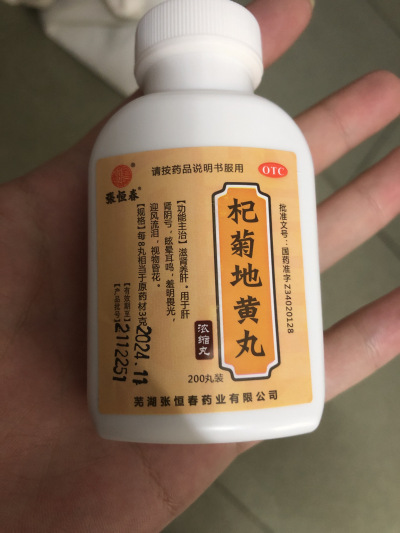 请按药品说明书服用
OTC
张恒春
®
杞菊地黄丸
浓缩丸
批准文号:国药准字Z34020128
【功能主治】滋肾养肝。用于肝
肾阴亏,眩晕耳鸣,羞明畏光,
迎风流泪,视物昏花。
【规格】每8丸相当于原药材3克
【有效期至】2024.11
【产品批号】2112251
200丸装
芜湖张恒春药业有限公司